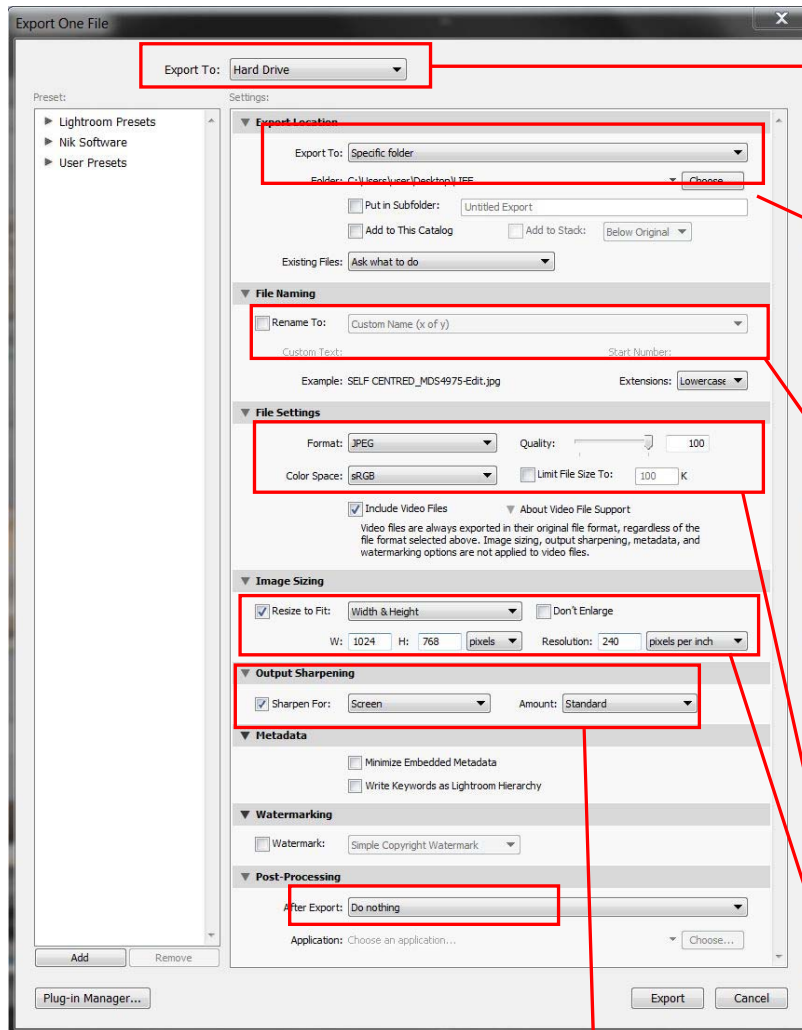 Export One File
X
Export To: Hard Drive
Preset: Settings:
Lightroom Presets
Nik Software
User Presets
Export Location
Export To: Specific folder
Folder: C:\Users\user\Desktop\LIFE Choose...
Put in Subfolder: Untitled Export
Add to This Catalog Add to Stack: Below Original
Existing Files: Ask what to do
File Naming
Rename To: Custom Name (x of y)
Custom Text: Start Number:
Example: SELF CENTRED_MDS4975-Edit.jpg Extensions: Lowercase
File Settings
Format: JPEG Quality: 100
Color Space: sRGB Limit File Size To: 100 K
Include Video Files About Video File Support
Video files are always exported in their original file format, regardless of the
file format selected above. Image sizing, output sharpening, metadata, and
watermarking options are not applied to video files.
Image Sizing
Resize to Fit: Width & Height Don't Enlarge
W: 1024 H: 768 pixels Resolution: 240 pixels per inch
Output Sharpening
Sharpen For: Screen Amount: Standard
Metadata
Minimize Embedded Metadata
Write Keywords as Lightroom Hierarchy
Watermarking
Watermark: Simple Copyright Watermark
Post-Processing
After Export: Do nothing
Application: Choose an application... Choose...
Add Remove
Plug-in Manager... Export Cancel